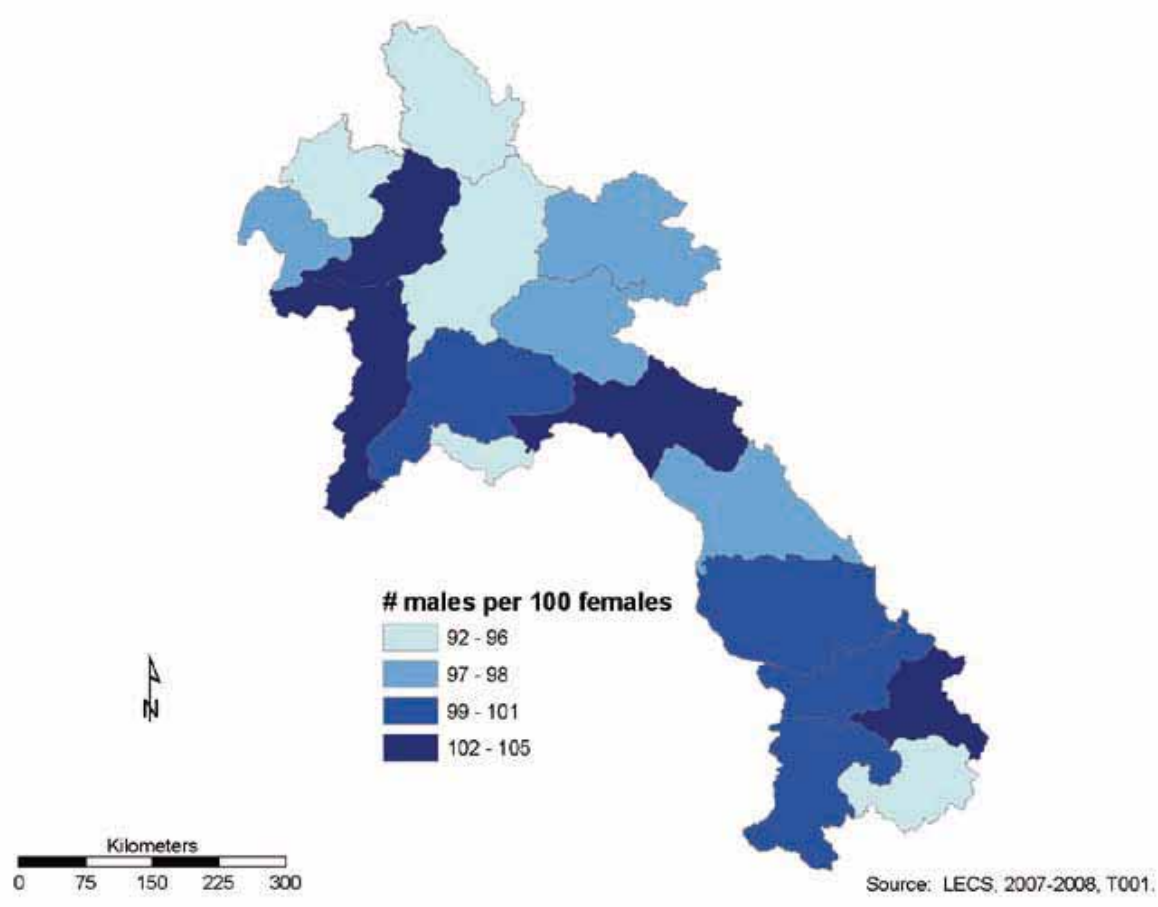 # males per 100 females
92 - 96
97 - 98
99 - 101
102 - 105
N
Kilometers
0 75 150 225 300
Source: LECS, 2007-2008, T001.